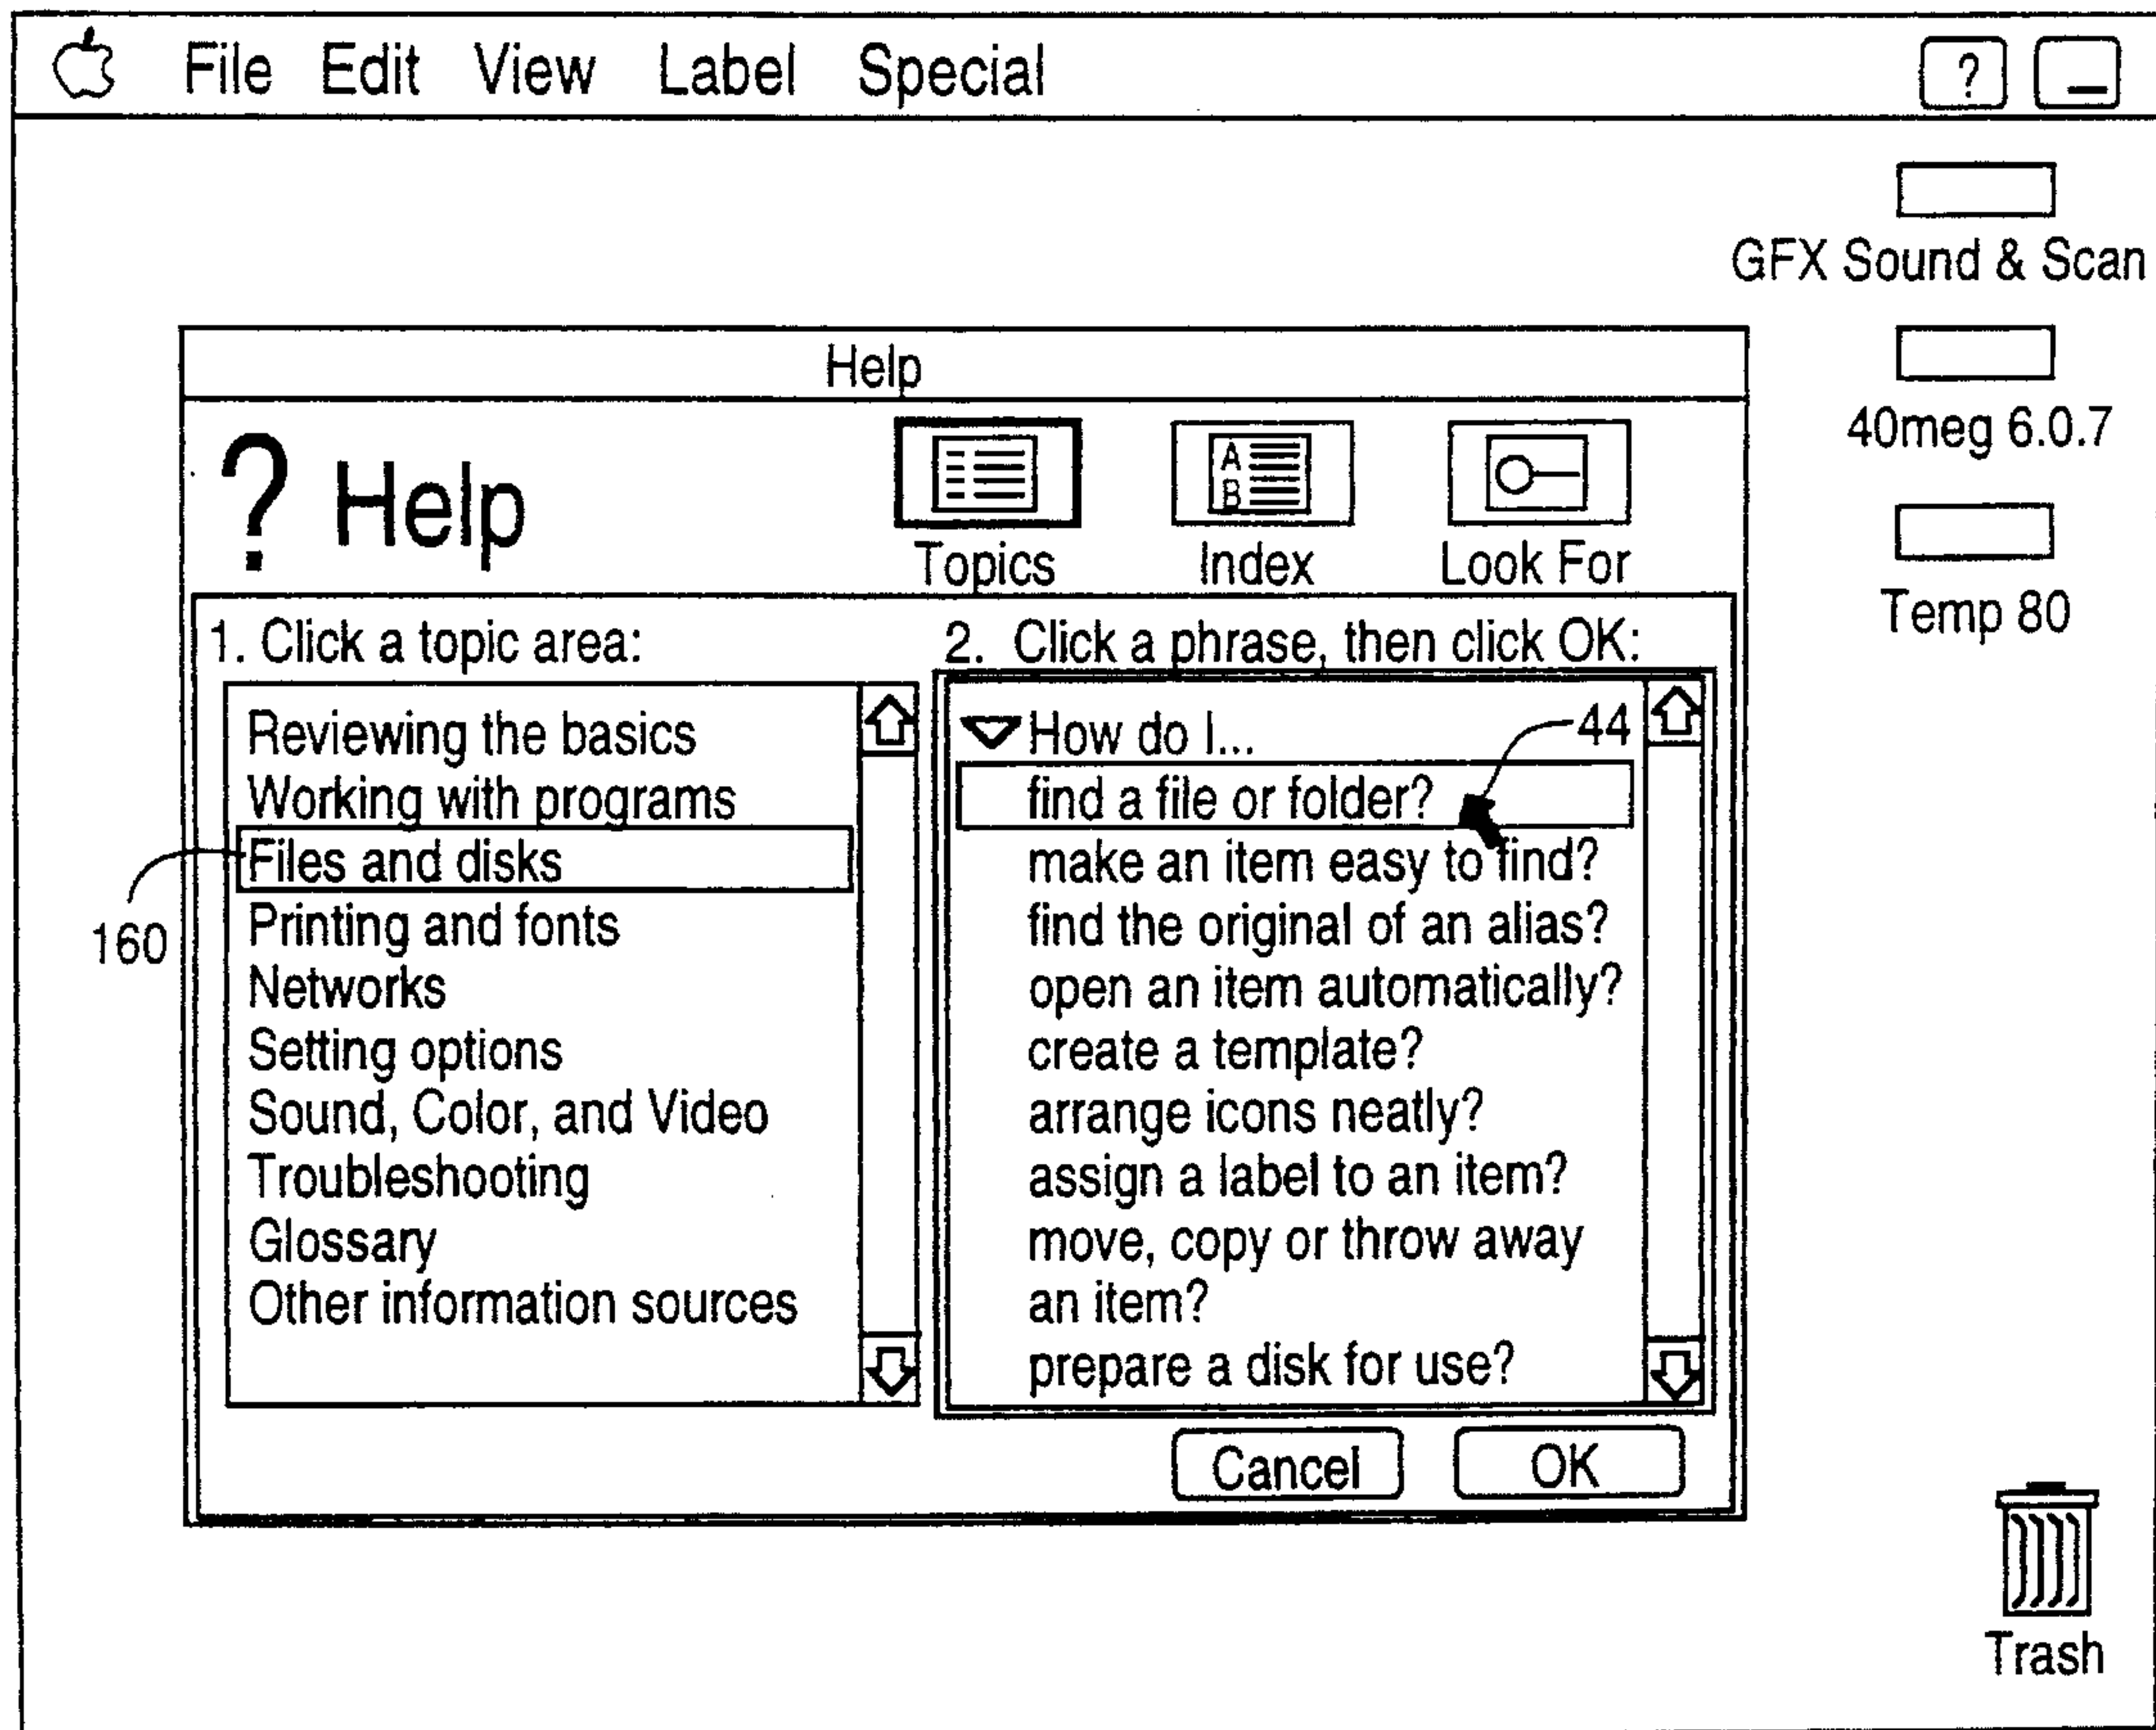 File Edit View Label Special ?
GFX Sound & Scan
Help
40meg 6.0.7
? Help
A
B
Topics Index Look For
Temp 80
1. Click a topic area:
Reviewing the basics
Working with programs
Files and disks
160
Printing and fonts
Networks
Setting options
Sound, Color, and Video
Troubleshooting
Glossary
Other information sources
2. Click a phrase, then click OK:
How do I...
44
find a file or folder?
make an item easy to find?
find the original of an alias?
open an item automatically?
create a template?
arrange icons neatly?
assign a label to an item?
move, copy or throw away
an item?
prepare a disk for use?
Cancel OK
Trash